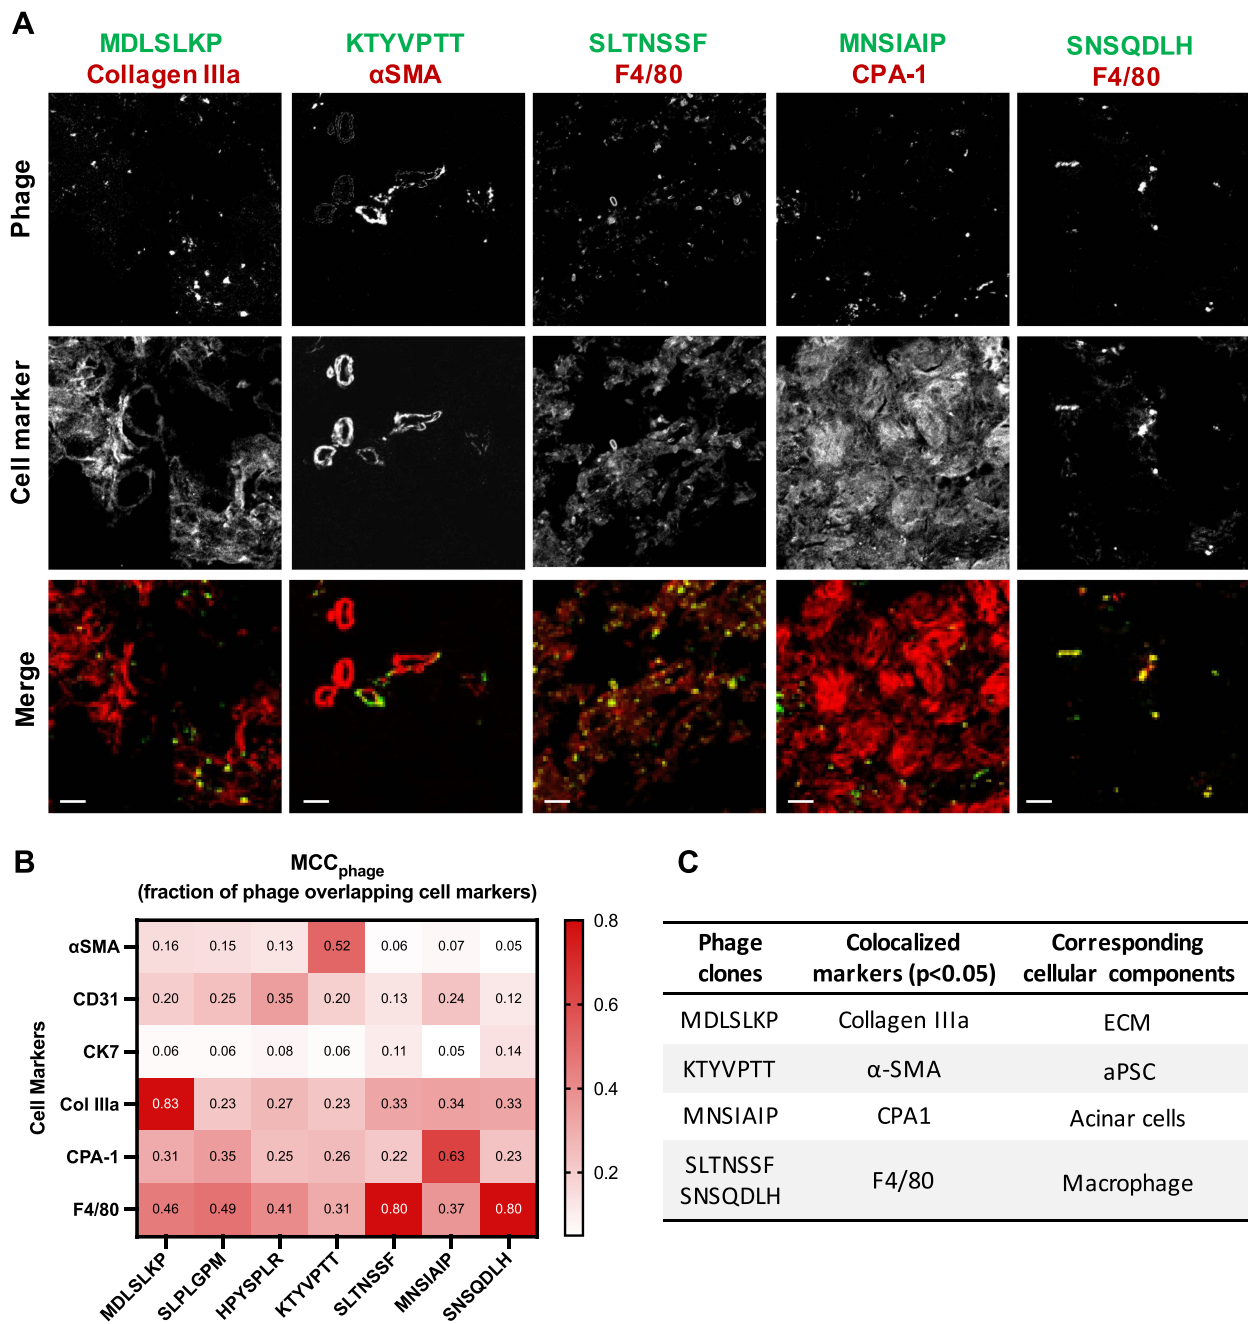 A
MDLSLKP
Collagen IIIa
KTYVPTT
αSMA
SLTNSSF
F4/80
MNSIAIP
CPA-1
SNSQDLH
F4/80
Phage
Cell marker
Merge
B
MCCphage
(fraction of phage overlapping cell markers)
Cell Markers
αSMA 0.16 0.15 0.13 0.52 0.06 0.07 0.05
CD31 0.20 0.25 0.35 0.20 0.13 0.24 0.12
CK7 0.06 0.06 0.08 0.06 0.11 0.05 0.14
Col IIIa 0.83 0.23 0.27 0.23 0.33 0.34 0.33
CPA-1 0.31 0.35 0.25 0.26 0.22 0.63 0.23
F4/80 0.46 0.49 0.41 0.31 0.80 0.37 0.80
MDLSLKP
SLPLGPM
HPYSPLR
KTYVPTT
SLTNSSF
MNSIAIP
SNSQDLH
0.8
0.6
0.4
0.2
C
Phage clones
Colocalized markers (p<0.05)
Corresponding cellular components
MDLSLKP Collagen IIIa ECM
KTYVPTT α-SMA aPSC
MNSIAIP CPA1 Acinar cells
SLTNSSF
SNSQDLH F4/80 Macrophage